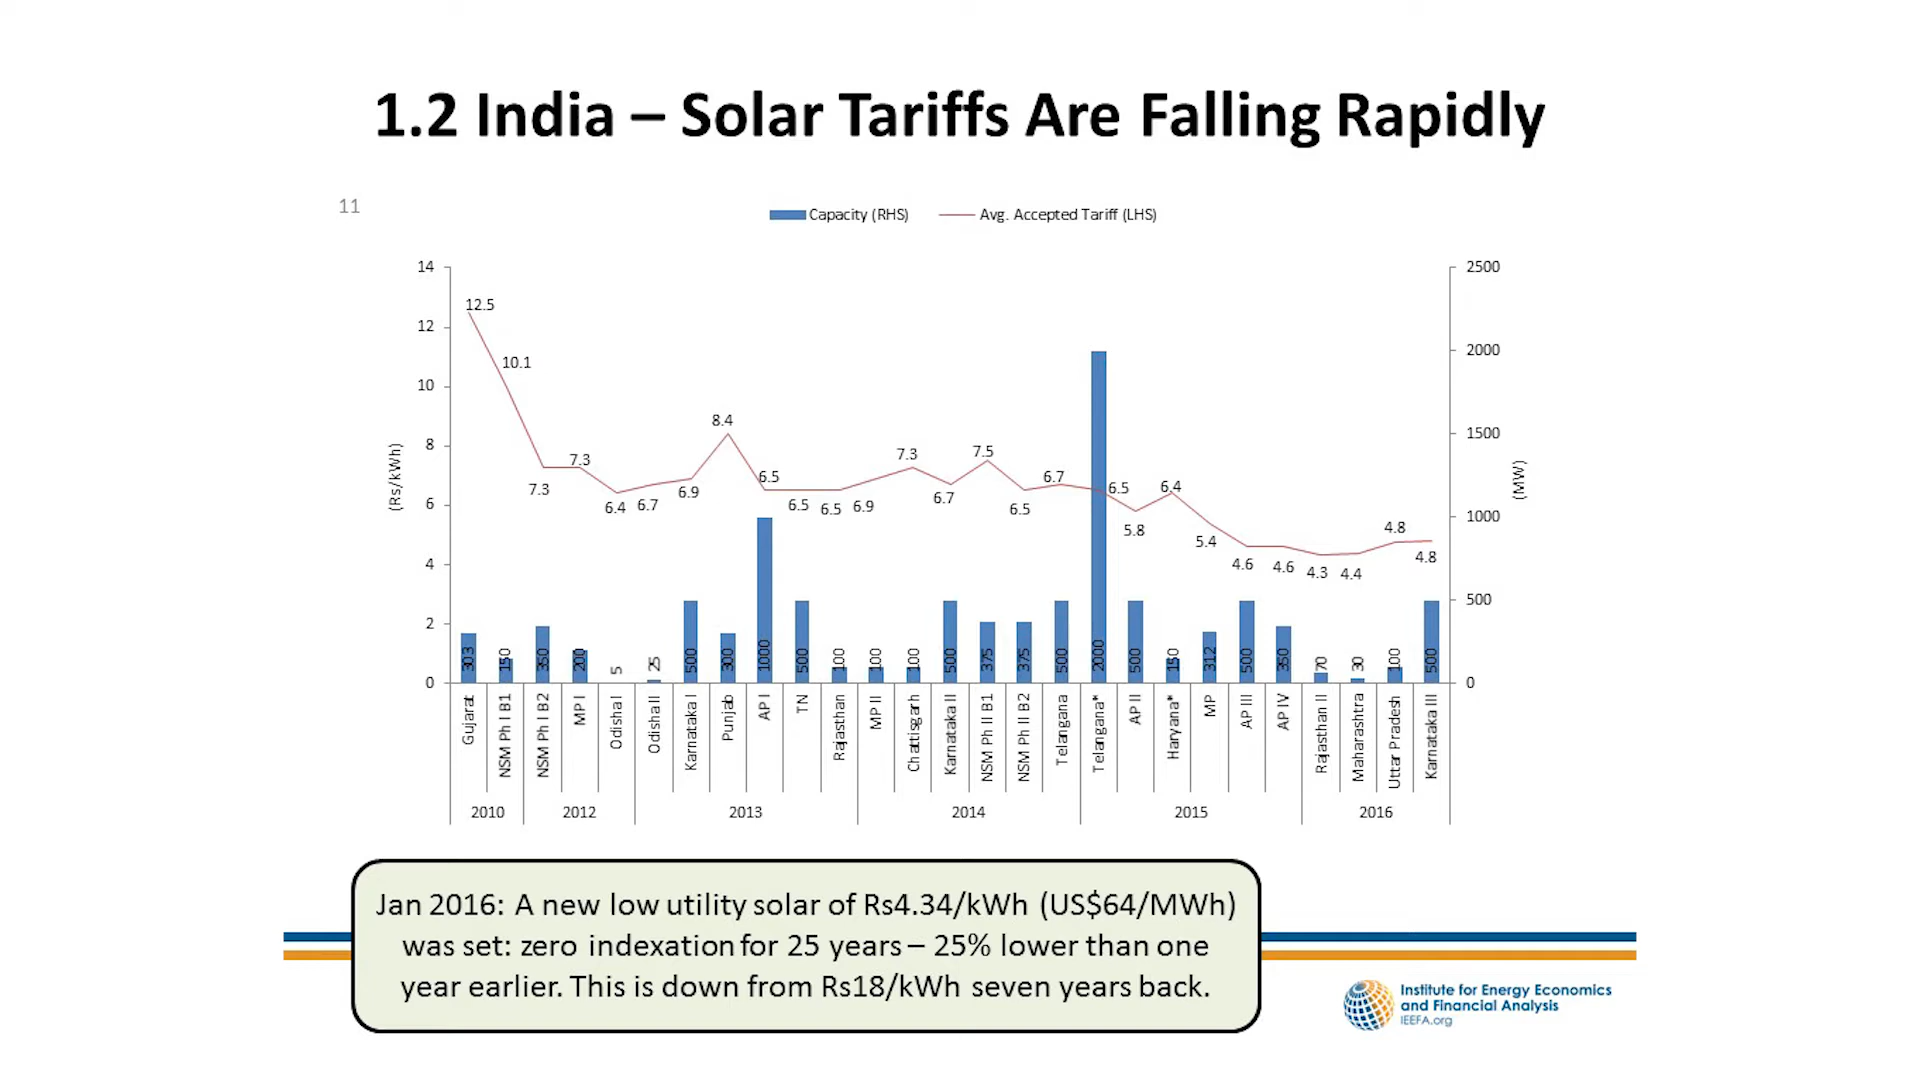 1.2 India – Solar Tariffs Are Falling Rapidly
11
Capacity (RHS)
Avg. Accepted Tariff (LHS)
14
12
10
8
6
4
2
0
(Rs/kWh)
2500
2000
1500
1000
500
0
(MW)
12.5
10.1
7.3
7.3
6.4
6.7
6.9
8.4
6.5
6.5
6.5
6.9
7.3
6.7
7.5
6.5
6.7
6.5
5.8
6.4
5.4
4.6
4.6
4.3
4.4
4.8
4.8
303
150
350
200
5
25
500
300
1000
500
100
100
100
500
375
375
500
2000
500
150
312
500
350
70
30
100
500
Gujarat
NSM Ph I B1
NSM Ph I B2
MP I
Odisha I
Odisha II
Karnataka I
Punjab
AP I
TN
Rajasthan
MP II
Chattisgarh
Karnataka II
NSM Ph II B1
NSM Ph II B2
Telangana
Telangana*
AP II
Haryana*
MP
AP III
AP IV
Rajasthan II
Maharashtra
Uttar Pradesh
Karnataka III
2010
2012
2013
2014
2015
2016
Jan 2016: A new low utility solar of Rs4.34/kWh (US$64/MWh)
was set: zero indexation for 25 years – 25% lower than one
year earlier. This is down from Rs18/kWh seven years back.
Institute for Energy Economics
and Financial Analysis
IEEFA.org